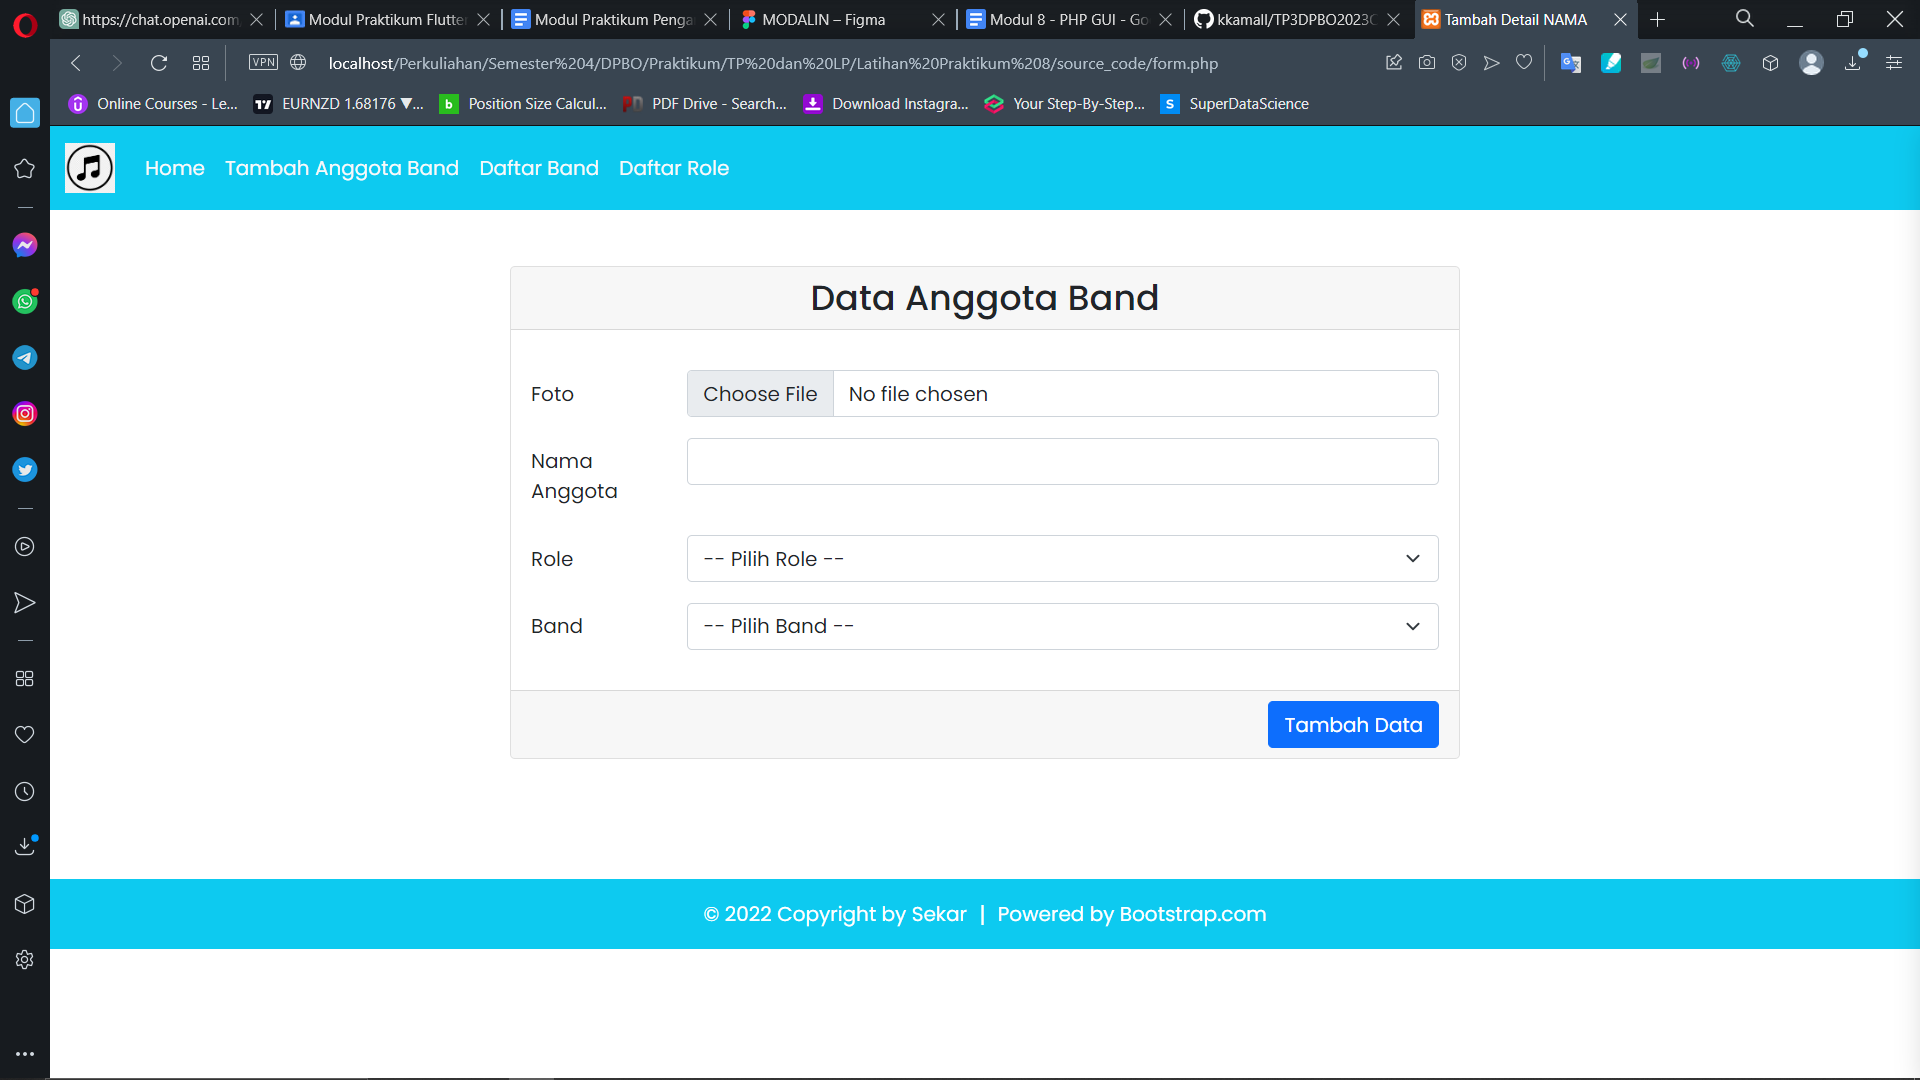 https://chat.openai.com
Modul Praktikum Flutter
Modul Praktikum Penga
MODALIN – Figma
Modul 8 - PHP GUI - Go
kkamall/TP3DPBO2023C
Tambah Detail NAMA
VPN
localhost/Perkuliahan/Semester%204/DPBO/Praktikum/TP%20dan%20LP/Latihan%20Praktikum%208/source_code/form.php
Online Courses - Le...
EURNZD 1.68176 ▼...
Position Size Calcul...
PDF Drive - Search...
Download Instagra...
Your Step-By-Step...
SuperDataScience
Home
Tambah Anggota Band
Daftar Band
Daftar Role
Data Anggota Band
Foto
Choose File
No file chosen
Nama
Anggota
Role
-- Pilih Role --
Band
-- Pilih Band --
Tambah Data
© 2022 Copyright by Sekar | Powered by Bootstrap.com